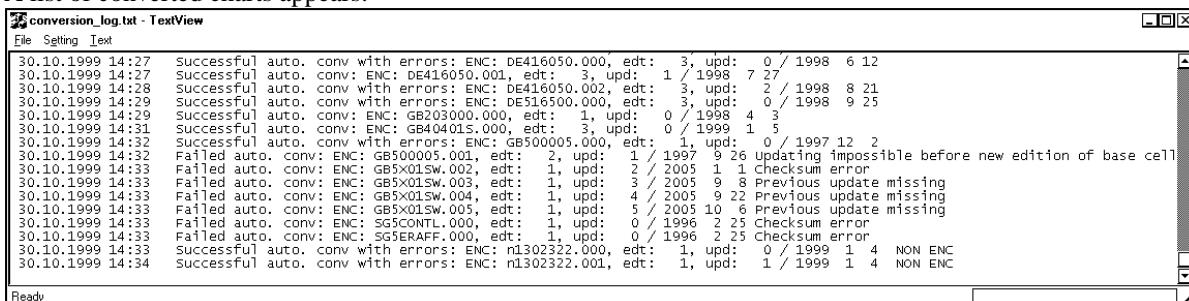 A list of converted charts appears.
conversion_log.txt - TextView
File Setting Text
30.10.1999 14:27 Successful auto. conv with errors: ENC: DE416050.000, edt: 3, upd: 0 / 1998 6 12
30.10.1999 14:27 Successful auto. conv: ENC: DE416050.001, edt: 3, upd: 1 / 1998 7 27
30.10.1999 14:28 Successful auto. conv with errors: ENC: DE416050.002, edt: 3, upd: 2 / 1998 8 21
30.10.1999 14:29 Successful auto. conv with errors: ENC: DE516500.000, edt: 3, upd: 0 / 1998 9 25
30.10.1999 14:29 Successful auto. conv: ENC: GB203000.000, edt: 1, upd: 0 / 1998 4 3
30.10.1999 14:31 Successful auto. conv: ENC: GB40401S.000, edt: 3, upd: 0 / 1999 1 5
30.10.1999 14:32 Successful auto. conv with errors: ENC: GB500005.000, edt: 1, upd: 0 / 1997 12 2
30.10.1999 14:32 Failed auto. conv: ENC: GB500005.001, edt: 2, upd: 1 / 1997 9 26 Updating impossible before new edition of base cell
30.10.1999 14:33 Failed auto. conv: ENC: GB5X01SW.002, edt: 1, upd: 2 / 2005 1 1 Checksum error
30.10.1999 14:33 Failed auto. conv: ENC: GB5X01SW.003, edt: 1, upd: 3 / 2005 9 8 Previous update missing
30.10.1999 14:33 Failed auto. conv: ENC: GB5X01SW.004, edt: 1, upd: 4 / 2005 9 22 Previous update missing
30.10.1999 14:33 Failed auto. conv: ENC: GB5X01SW.005, edt: 1, upd: 5 / 2005 10 6 Previous update missing
30.10.1999 14:33 Failed auto. conv: ENC: SG5CONTL.000, edt: 1, upd: 0 / 1996 2 25 Checksum error
30.10.1999 14:33 Failed auto. conv: ENC: SG5ERAFF.000, edt: 1, upd: 0 / 1996 2 25 Checksum error
30.10.1999 14:33 Successful auto. conv with errors: ENC: n1302322.000, edt: 1, upd: 0 / 1999 1 4 NON ENC
30.10.1999 14:34 Successful auto. conv with errors: ENC: n1302322.001, edt: 1, upd: 1 / 1999 1 4 NON ENC
Ready